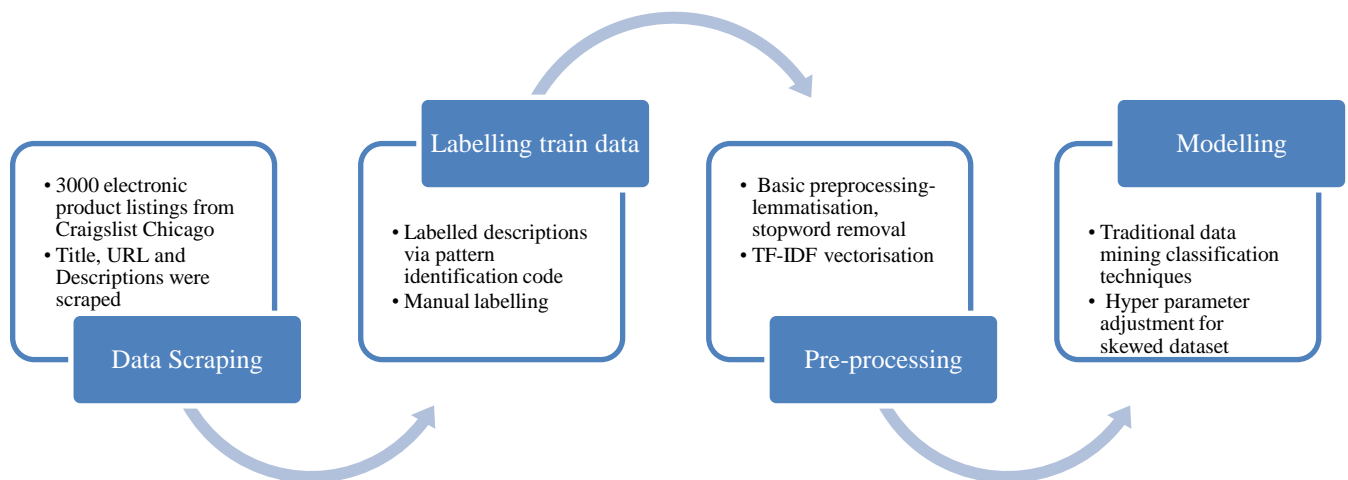 • 3000 electronic
product listings from
Craigslist Chicago
• Title, URL and
Descriptions were
scraped
Data Scraping
Labelling train data
• Labelled descriptions
via pattern
identification code
• Manual labelling
• Basic preprocessing-
lemmatisation,
stopword removal
• TF-IDF vectorisation
Pre-processing
Modelling
• Traditional data
mining classification
techniques
• Hyper parameter
adjustment for
skewed dataset